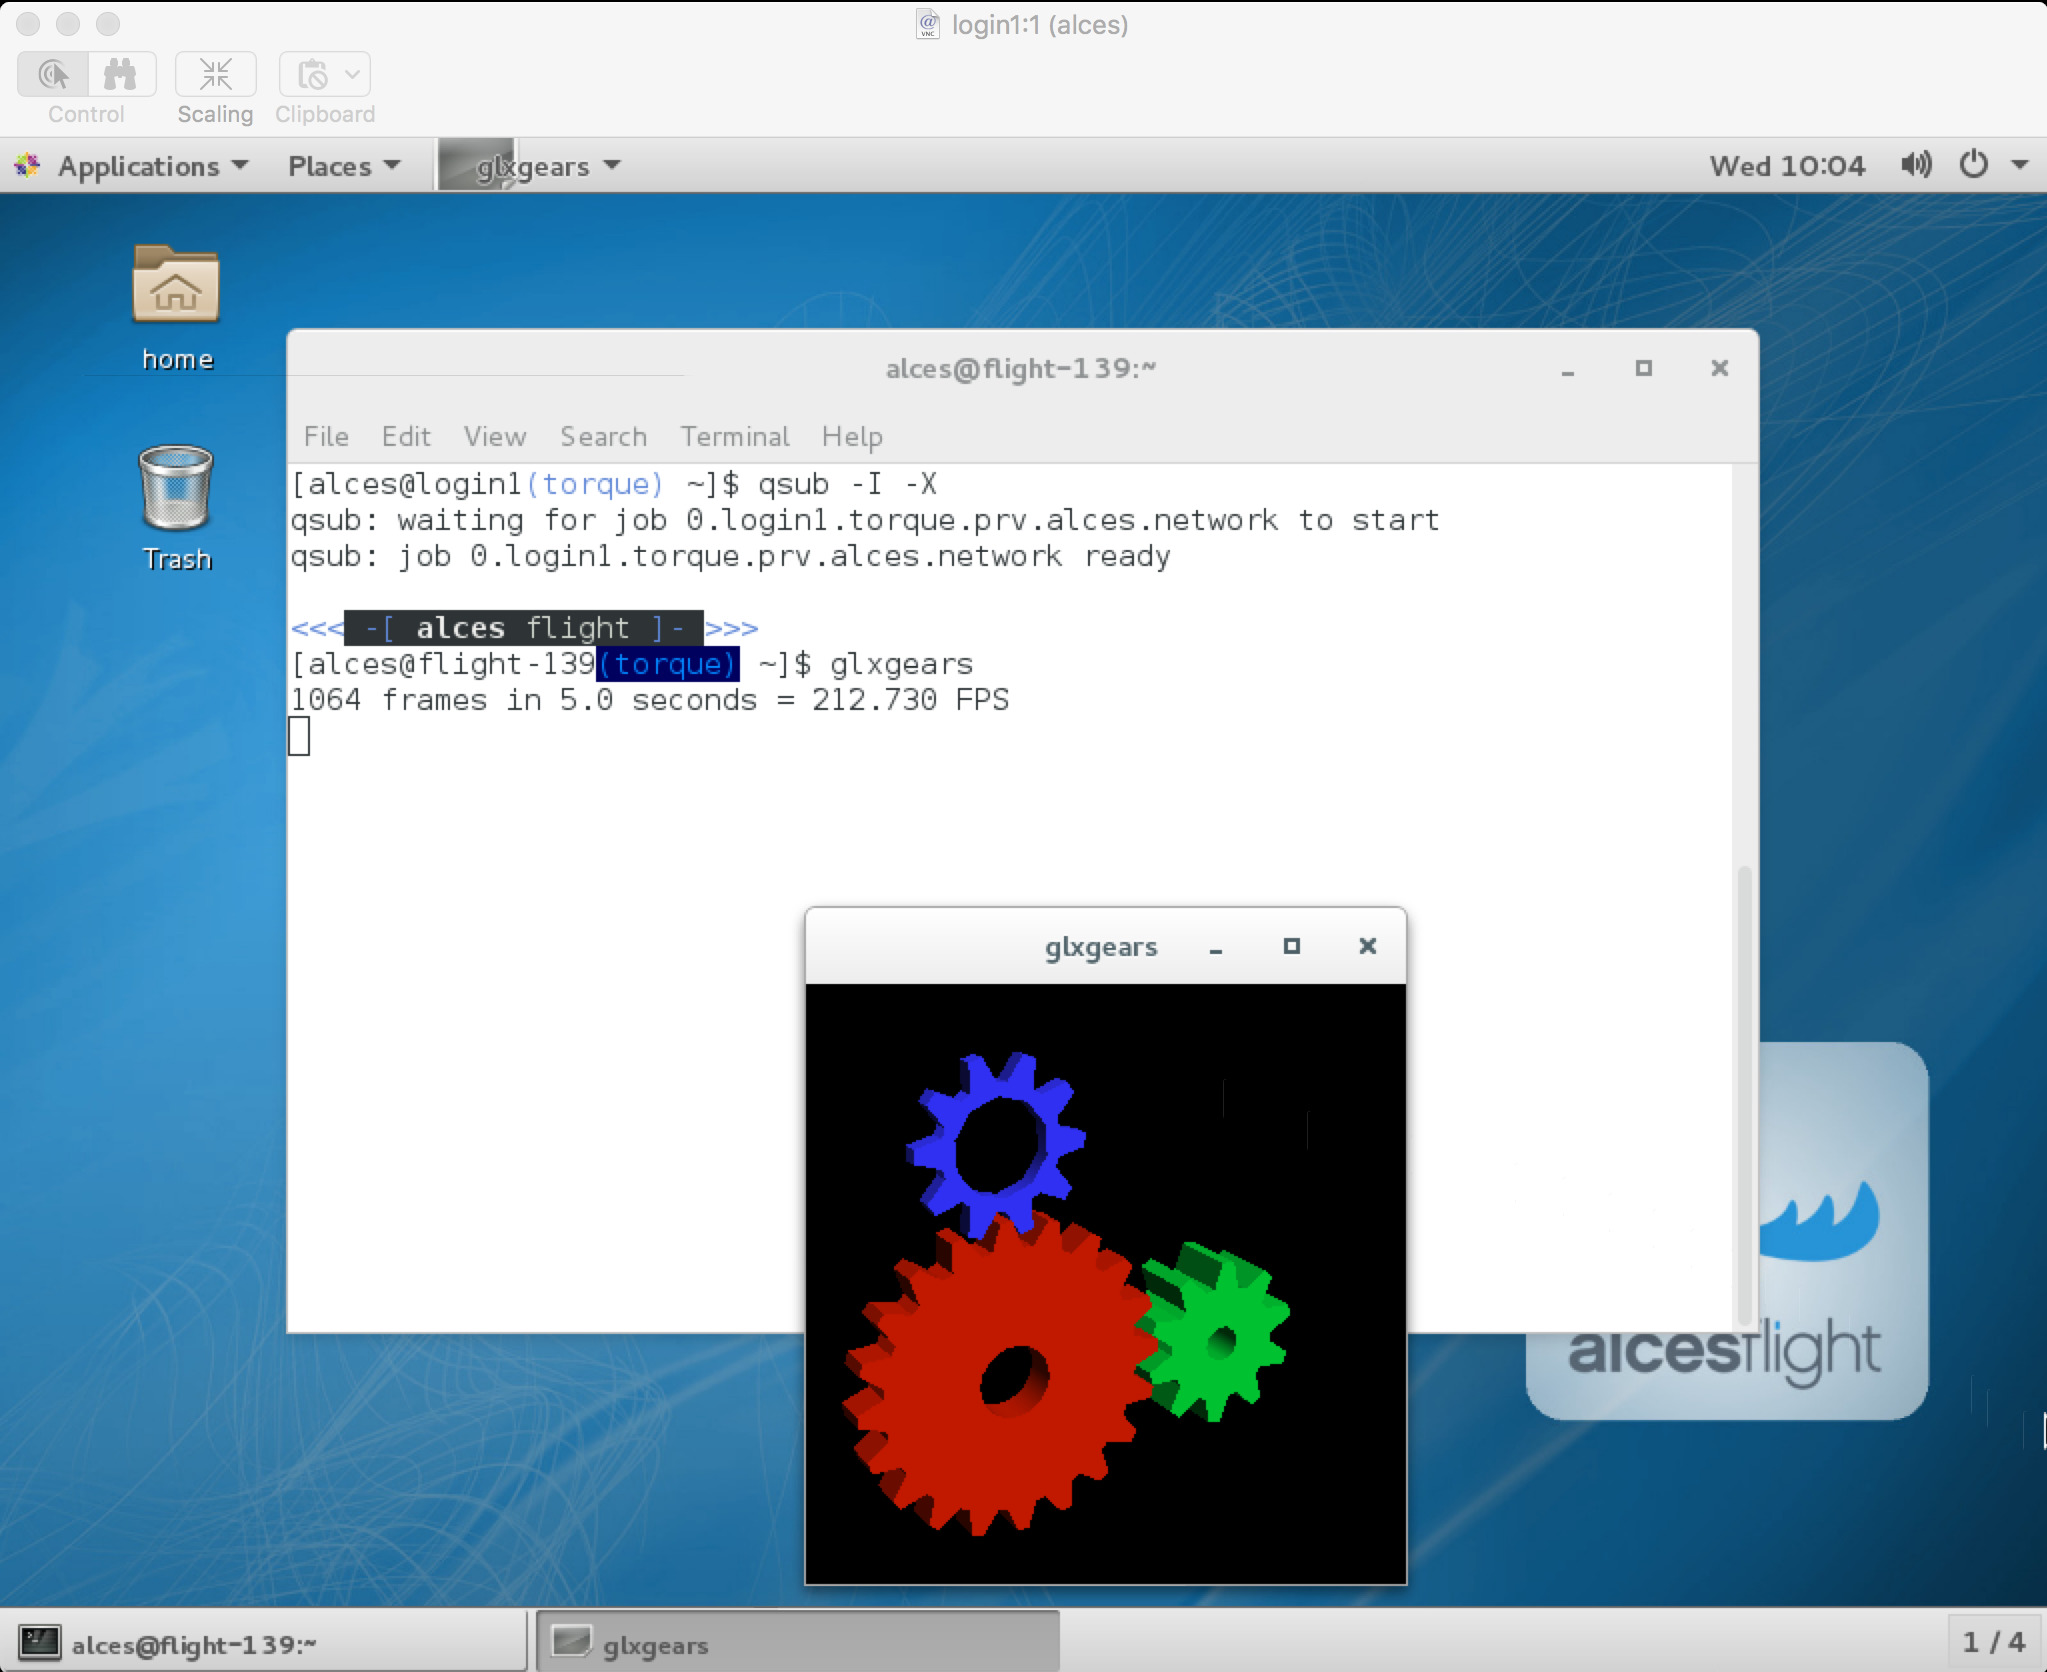 login1:1 (alces)
Control Scaling Clipboard
Applications Places glxgears Wed 10:04
home
Trash
alces@flight-139:~
File Edit View Search Terminal Help
[alces@login1(torque) ~]$ qsub -I -X
qsub: waiting for job 0.login1.torque.prv.alces.network to start
qsub: job 0.login1.torque.prv.alces.network ready
<<< -[ alces flight ]- >>>
[alces@flight-139(torque) ~]$ glxgears
1064 frames in 5.0 seconds = 212.730 FPS
glxgears
alcesflight
alces@flight-139:~ glxgears 1 / 4